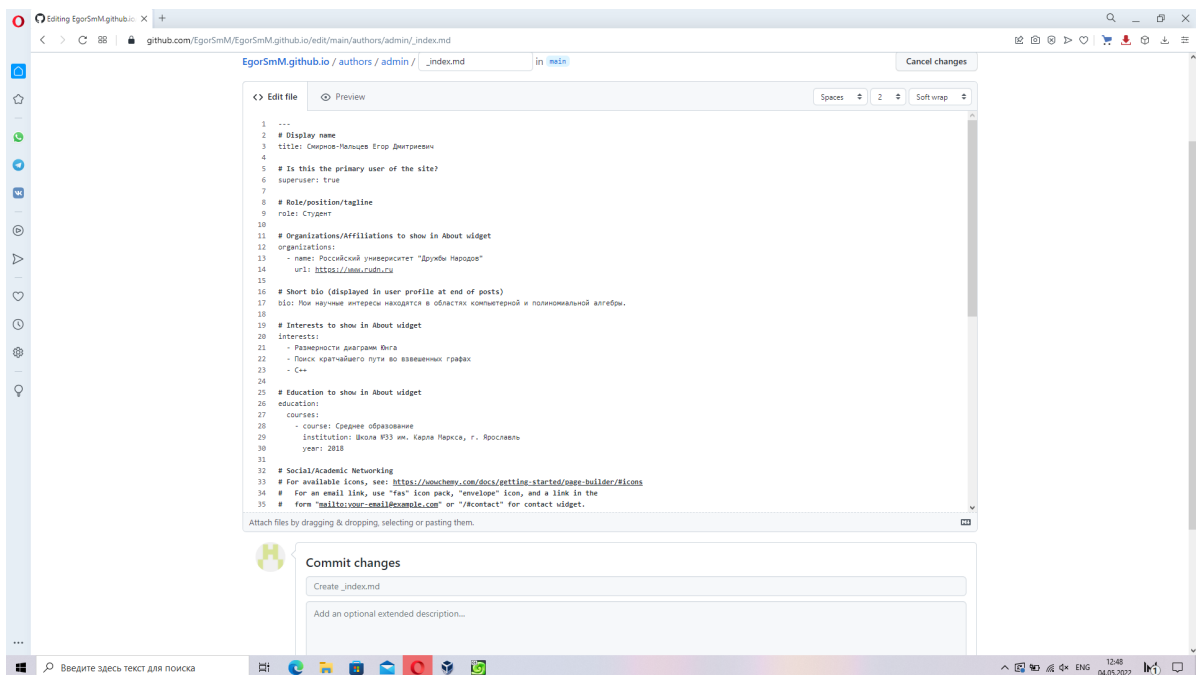 Editing EgorSmM.github.io
github.com/EgorSmM/EgorSmM.github.io/edit/main/authors/admin/_index.md
EgorSmM.github.io / authors / admin / _index.md in main
Cancel changes
<> Edit file
Preview
Spaces
2
Soft wrap
1 ---
2 # Display name
3 title: Смирнов-Мальцев Егор Дмитриевич
4
5 # Is this the primary user of the site?
6 superuser: true
7
8 # Role/position/tagline
9 role: Студент
10
11 # Organizations/Affiliations to show in About widget
12 organizations:
13 - name: Российский универиситет "Дружбы Народов"
14 url: https://www.rudn.ru
15
16 # Short bio (displayed in user profile at end of posts)
17 bio: Мои научные интересы находятся в областях компьютерной и полиномиальной алгебры.
18
19 # Interests to show in About widget
20 interests:
21 - Размерности диаграмм Юнга
22 - Поиск кратчайшего пути во взвешенных графах
23 - C++
24
25 # Education to show in About widget
26 education:
27 courses:
28 - course: Среднее образование
29 institution: Школа №33 им. Карла Маркса, г. Ярославль
30 year: 2018
31
32 # Social/Academic Networking
33 # For available icons, see: https://wowchemy.com/docs/getting-started/page-builder/#icons
34 # For an email link, use "fas" icon pack, "envelope" icon, and a link in the
35 # form "mailto:your-email@example.com" or "/#contact" for contact widget.
Attach files by dragging & dropping, selecting or pasting them.
Commit changes
Create _index.md
Add an optional extended description...
Введите здесь текст для поиска
ENG
12:48
04.05.2022
1